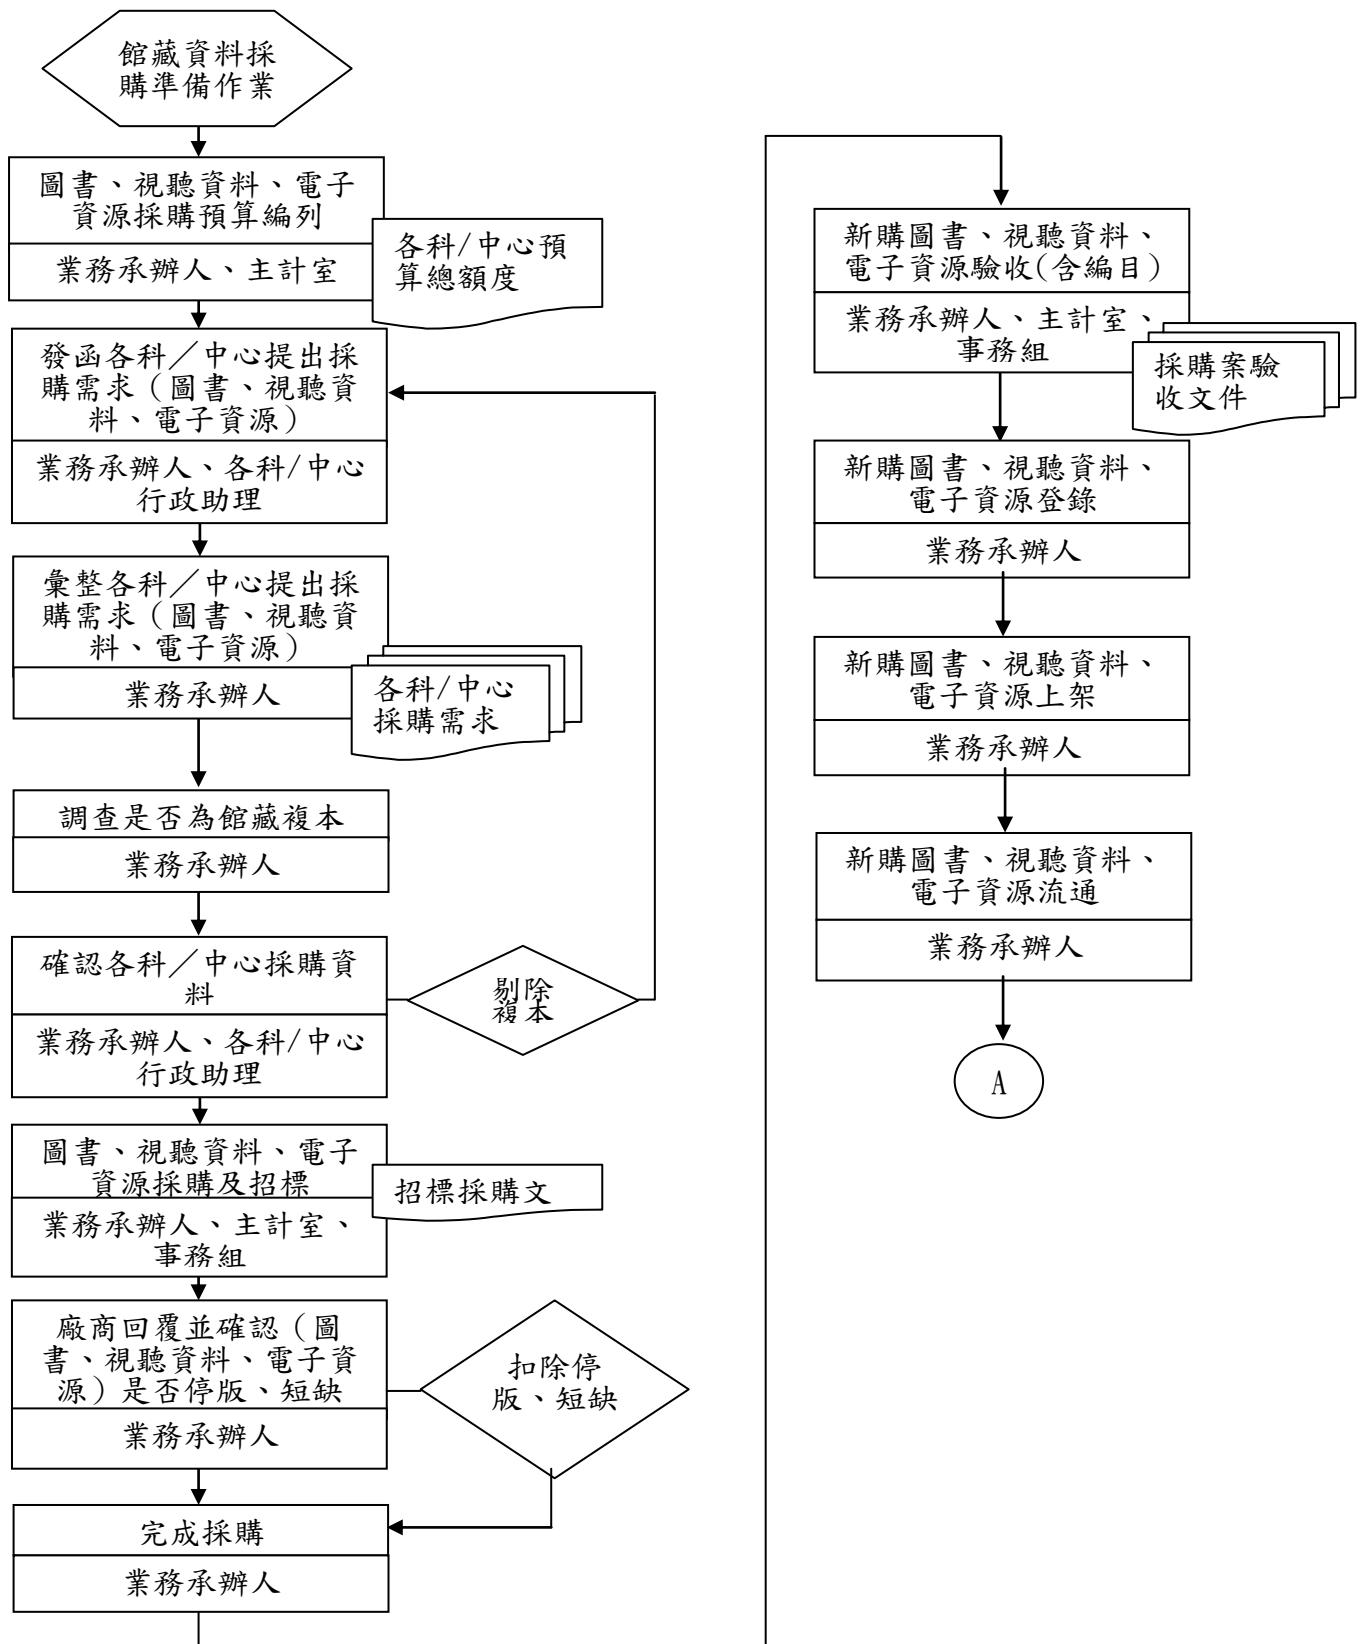 館藏資料採
購準備作業
圖書、視聽資料、電子
資源採購預算編列
業務承辦人、主計室
各科/中心預
算總額度
發函各科／中心提出採
購需求（圖書、視聽資
料、電子資源）
業務承辦人、各科/中心
行政助理
彙整各科／中心提出採
購需求（圖書、視聽資
料、電子資源）
業務承辦人
各科/中心
採購需求
調查是否為館藏複本
業務承辦人
確認各科／中心採購資
料
業務承辦人、各科/中心
行政助理
剔除
複本
圖書、視聽資料、電子
資源採購及招標
業務承辦人、主計室、
事務組
招標採購文
廠商回覆並確認（圖
書、視聽資料、電子資
源）是否停版、短缺
業務承辦人
扣除停
版、短缺
完成採購
業務承辦人
新購圖書、視聽資料、
電子資源驗收(含編目)
業務承辦人、主計室、
事務組
採購案驗
收文件
新購圖書、視聽資料、
電子資源登錄
業務承辦人
新購圖書、視聽資料、
電子資源上架
業務承辦人
新購圖書、視聽資料、
電子資源流通
業務承辦人
A